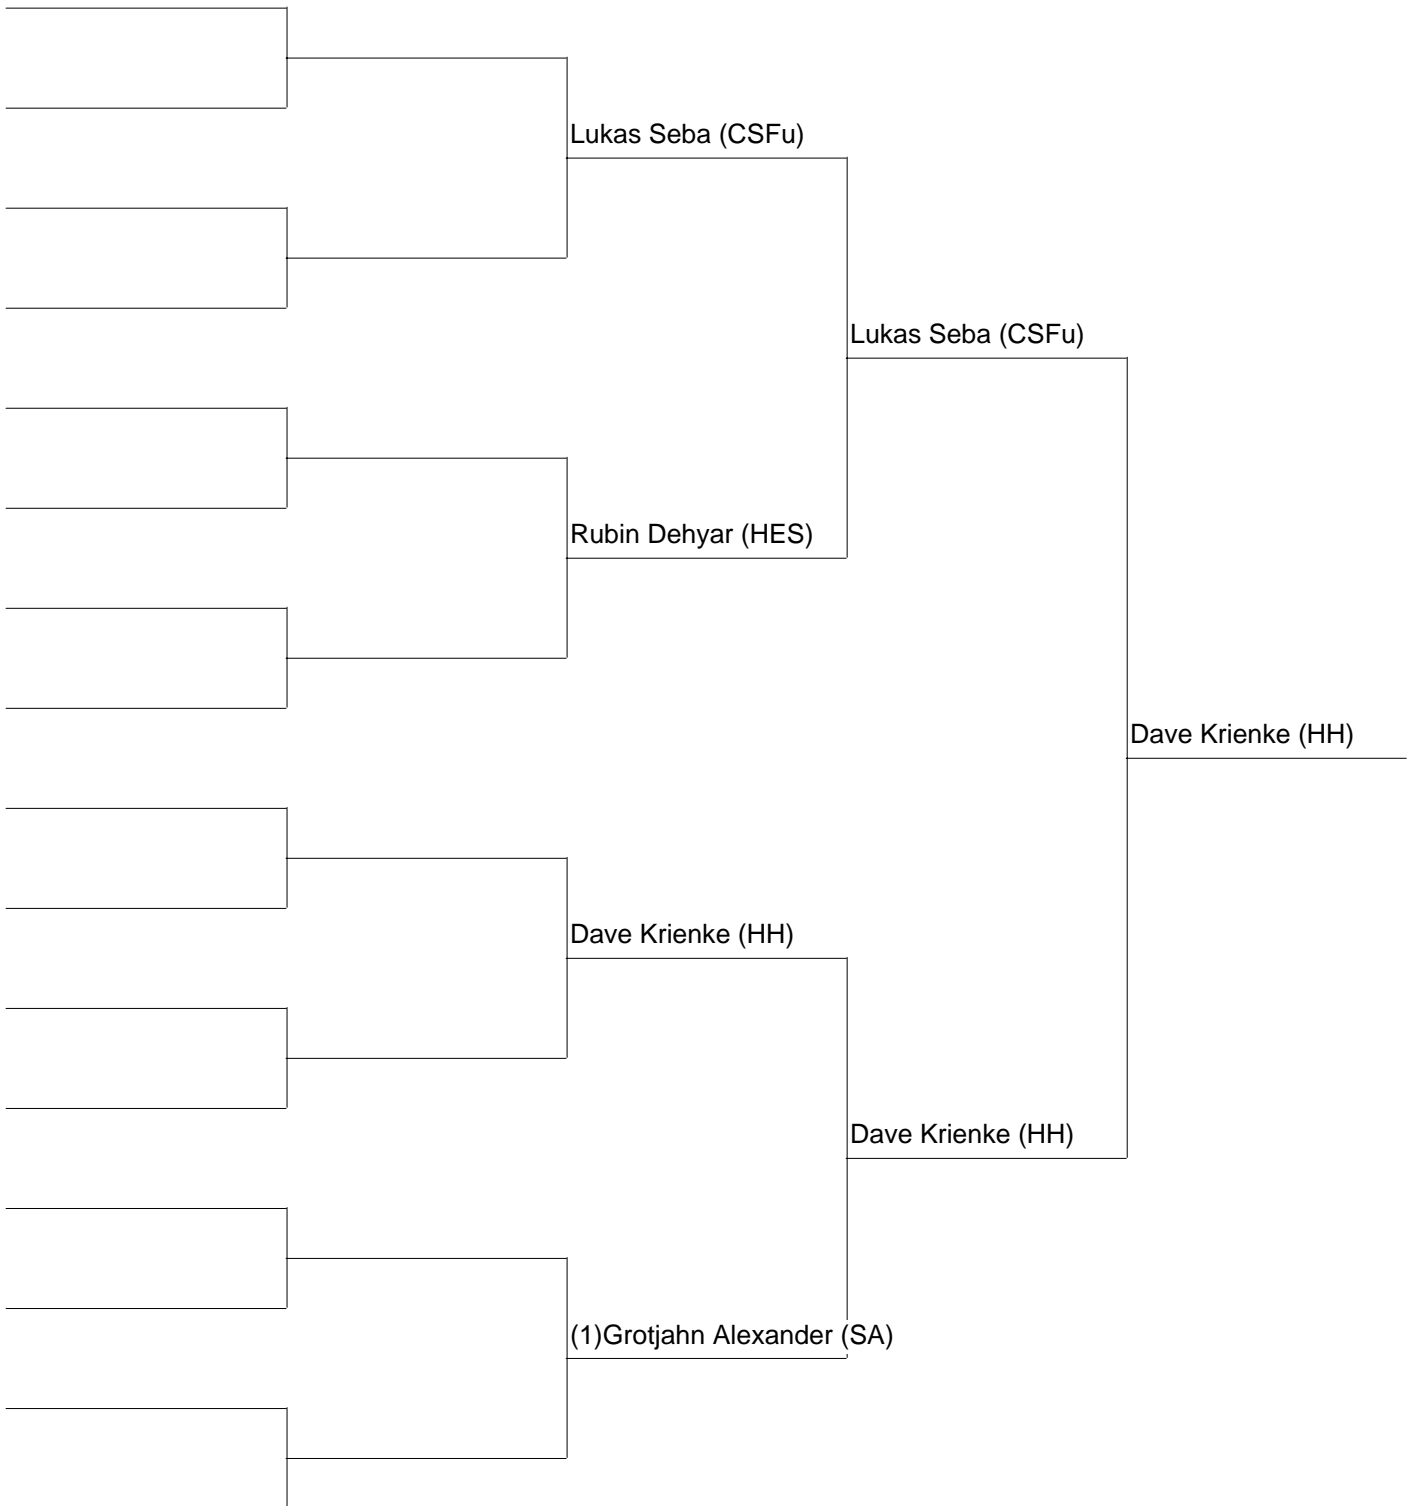 Lukas Seba (CSFu)
Lukas Seba (CSFu)
Rubin Dehyar (HES)
Dave Krienke (HH)
Dave Krienke (HH)
Dave Krienke (HH)
(1)Grotjahn Alexander (SA)